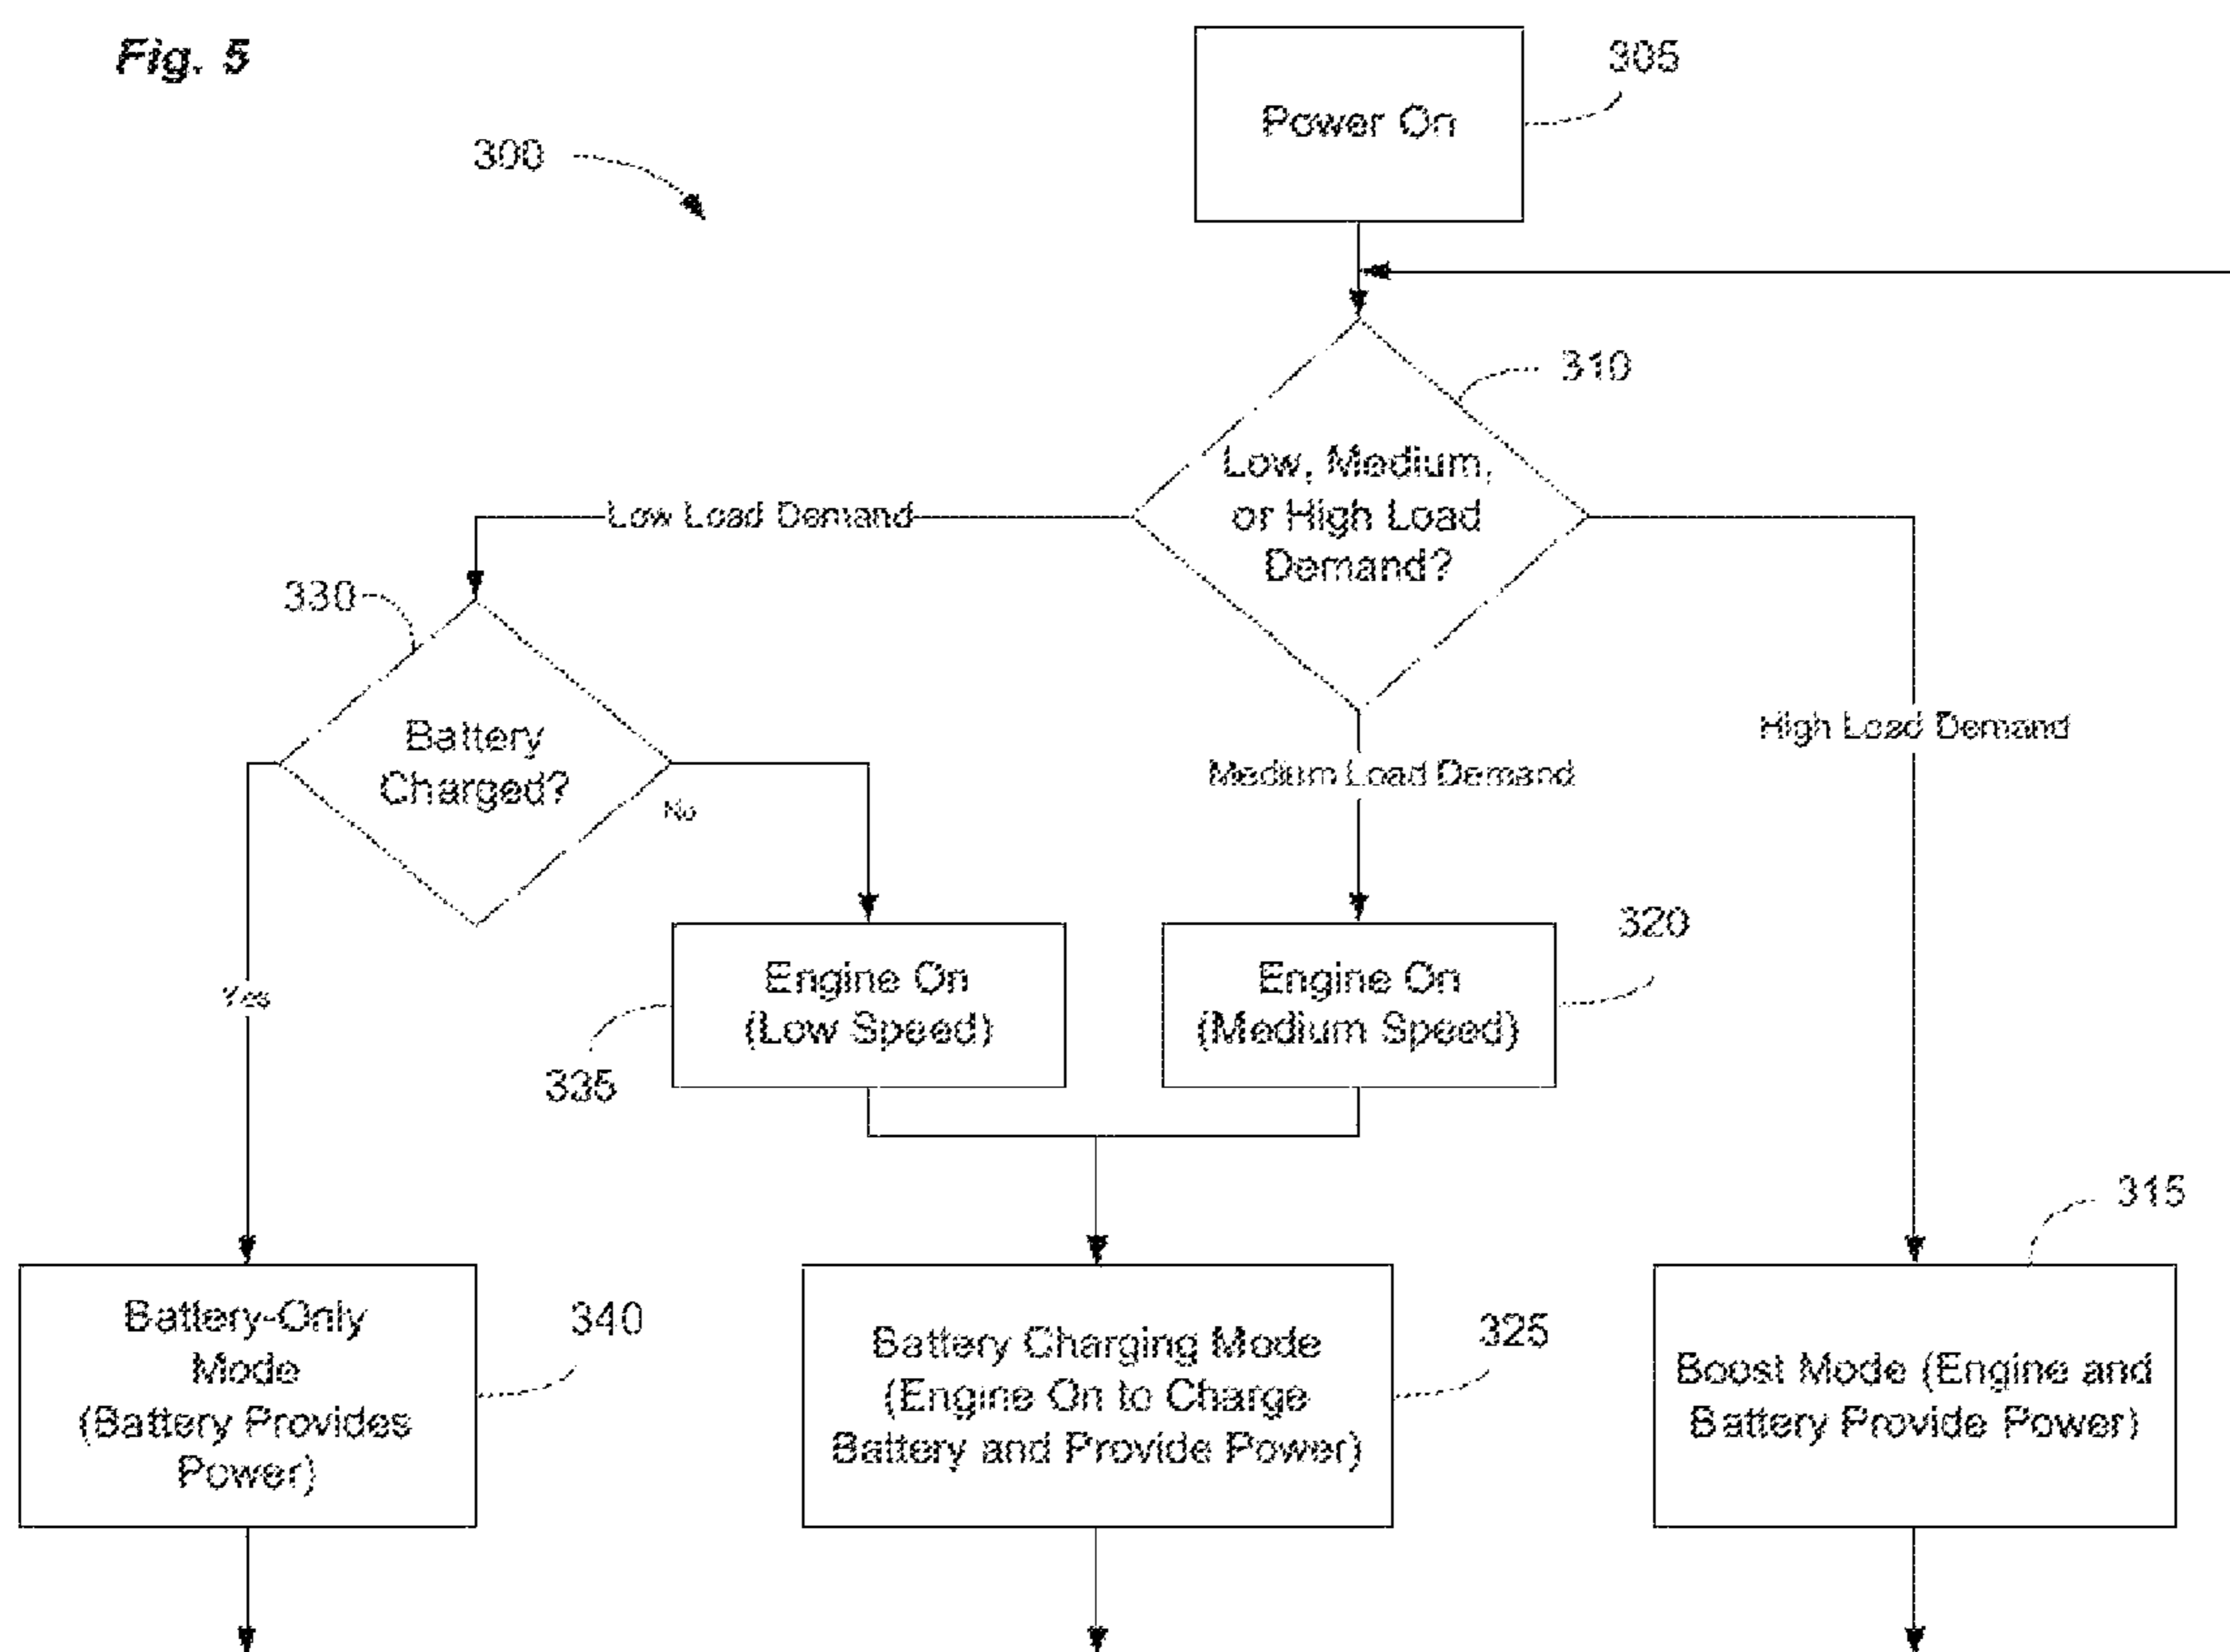 Fig. 5
305
Power On
300
310
Low, Medium,
or High Load
Demand?
Low Load Demand
330
Battery
Charged?
High Load Demand
Medium Load Demand
No
320
Engine On
(Low Speed)
Engine On
(Medium Speed)
Yes
335
315
Battery-Only
Mode
(Battery Provides
Power)
340
Battery Charging Mode
(Engine On to Charge
Battery and Provide Power)
325
Boost Mode (Engine and
Battery Provide Power)